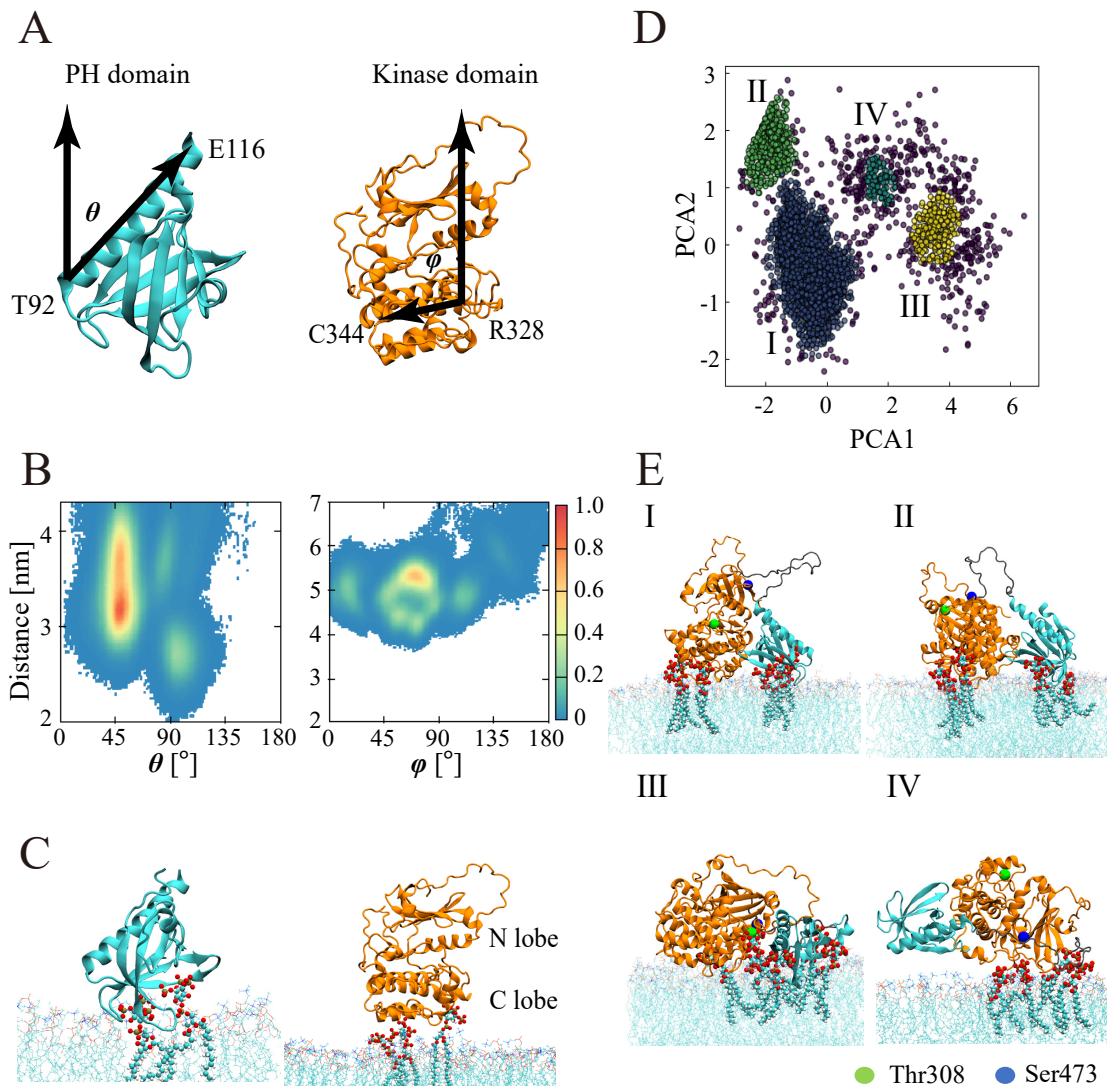 A
PH domain
Kinase domain
E116
θ
T92
φ
C344
R328
B
Distance [nm]
4
3
2
0 45 90 135 180
θ [°]
7
6
5
4
3
2
0 45 90 135 180
φ [°]
1.0
0.8
0.6
0.4
0.2
0
C
N lobe
C lobe
D
3
2
1
0
-1
-2
PCA2
II
IV
III
I
-2 0 2 4 6
PCA1
E
I
II
III
IV
Thr308
Ser473